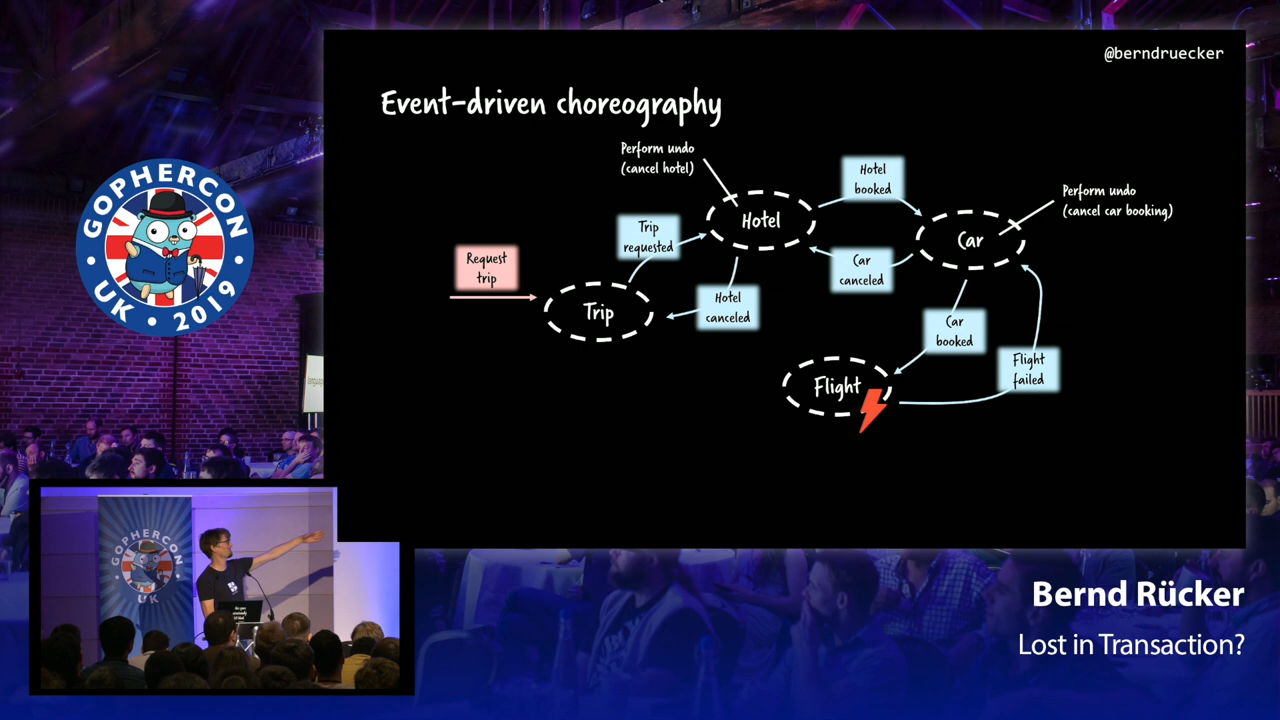 @berndruecker
Event-driven choreography
Perform undo
(cancel hotel)
Hotel
booked
Perform undo
(cancel car booking)
Hotel
Trip
requested
Car
Request
trip
Car
canceled
Trip
Hotel
canceled
Car
booked
Flight
failed
Flight
GOPHERCON
UK • 2019
GOPHERCON
UK
Bernd Rücker
Lost in Transaction?